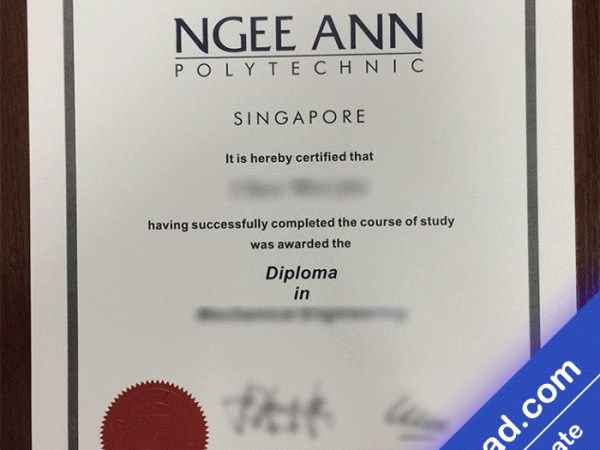 NGEE ANN
POLYTECHNIC
SINGAPORE
It is hereby certified that
having successfully completed the course of study
was awarded the
Diploma
in
ad.com
ate